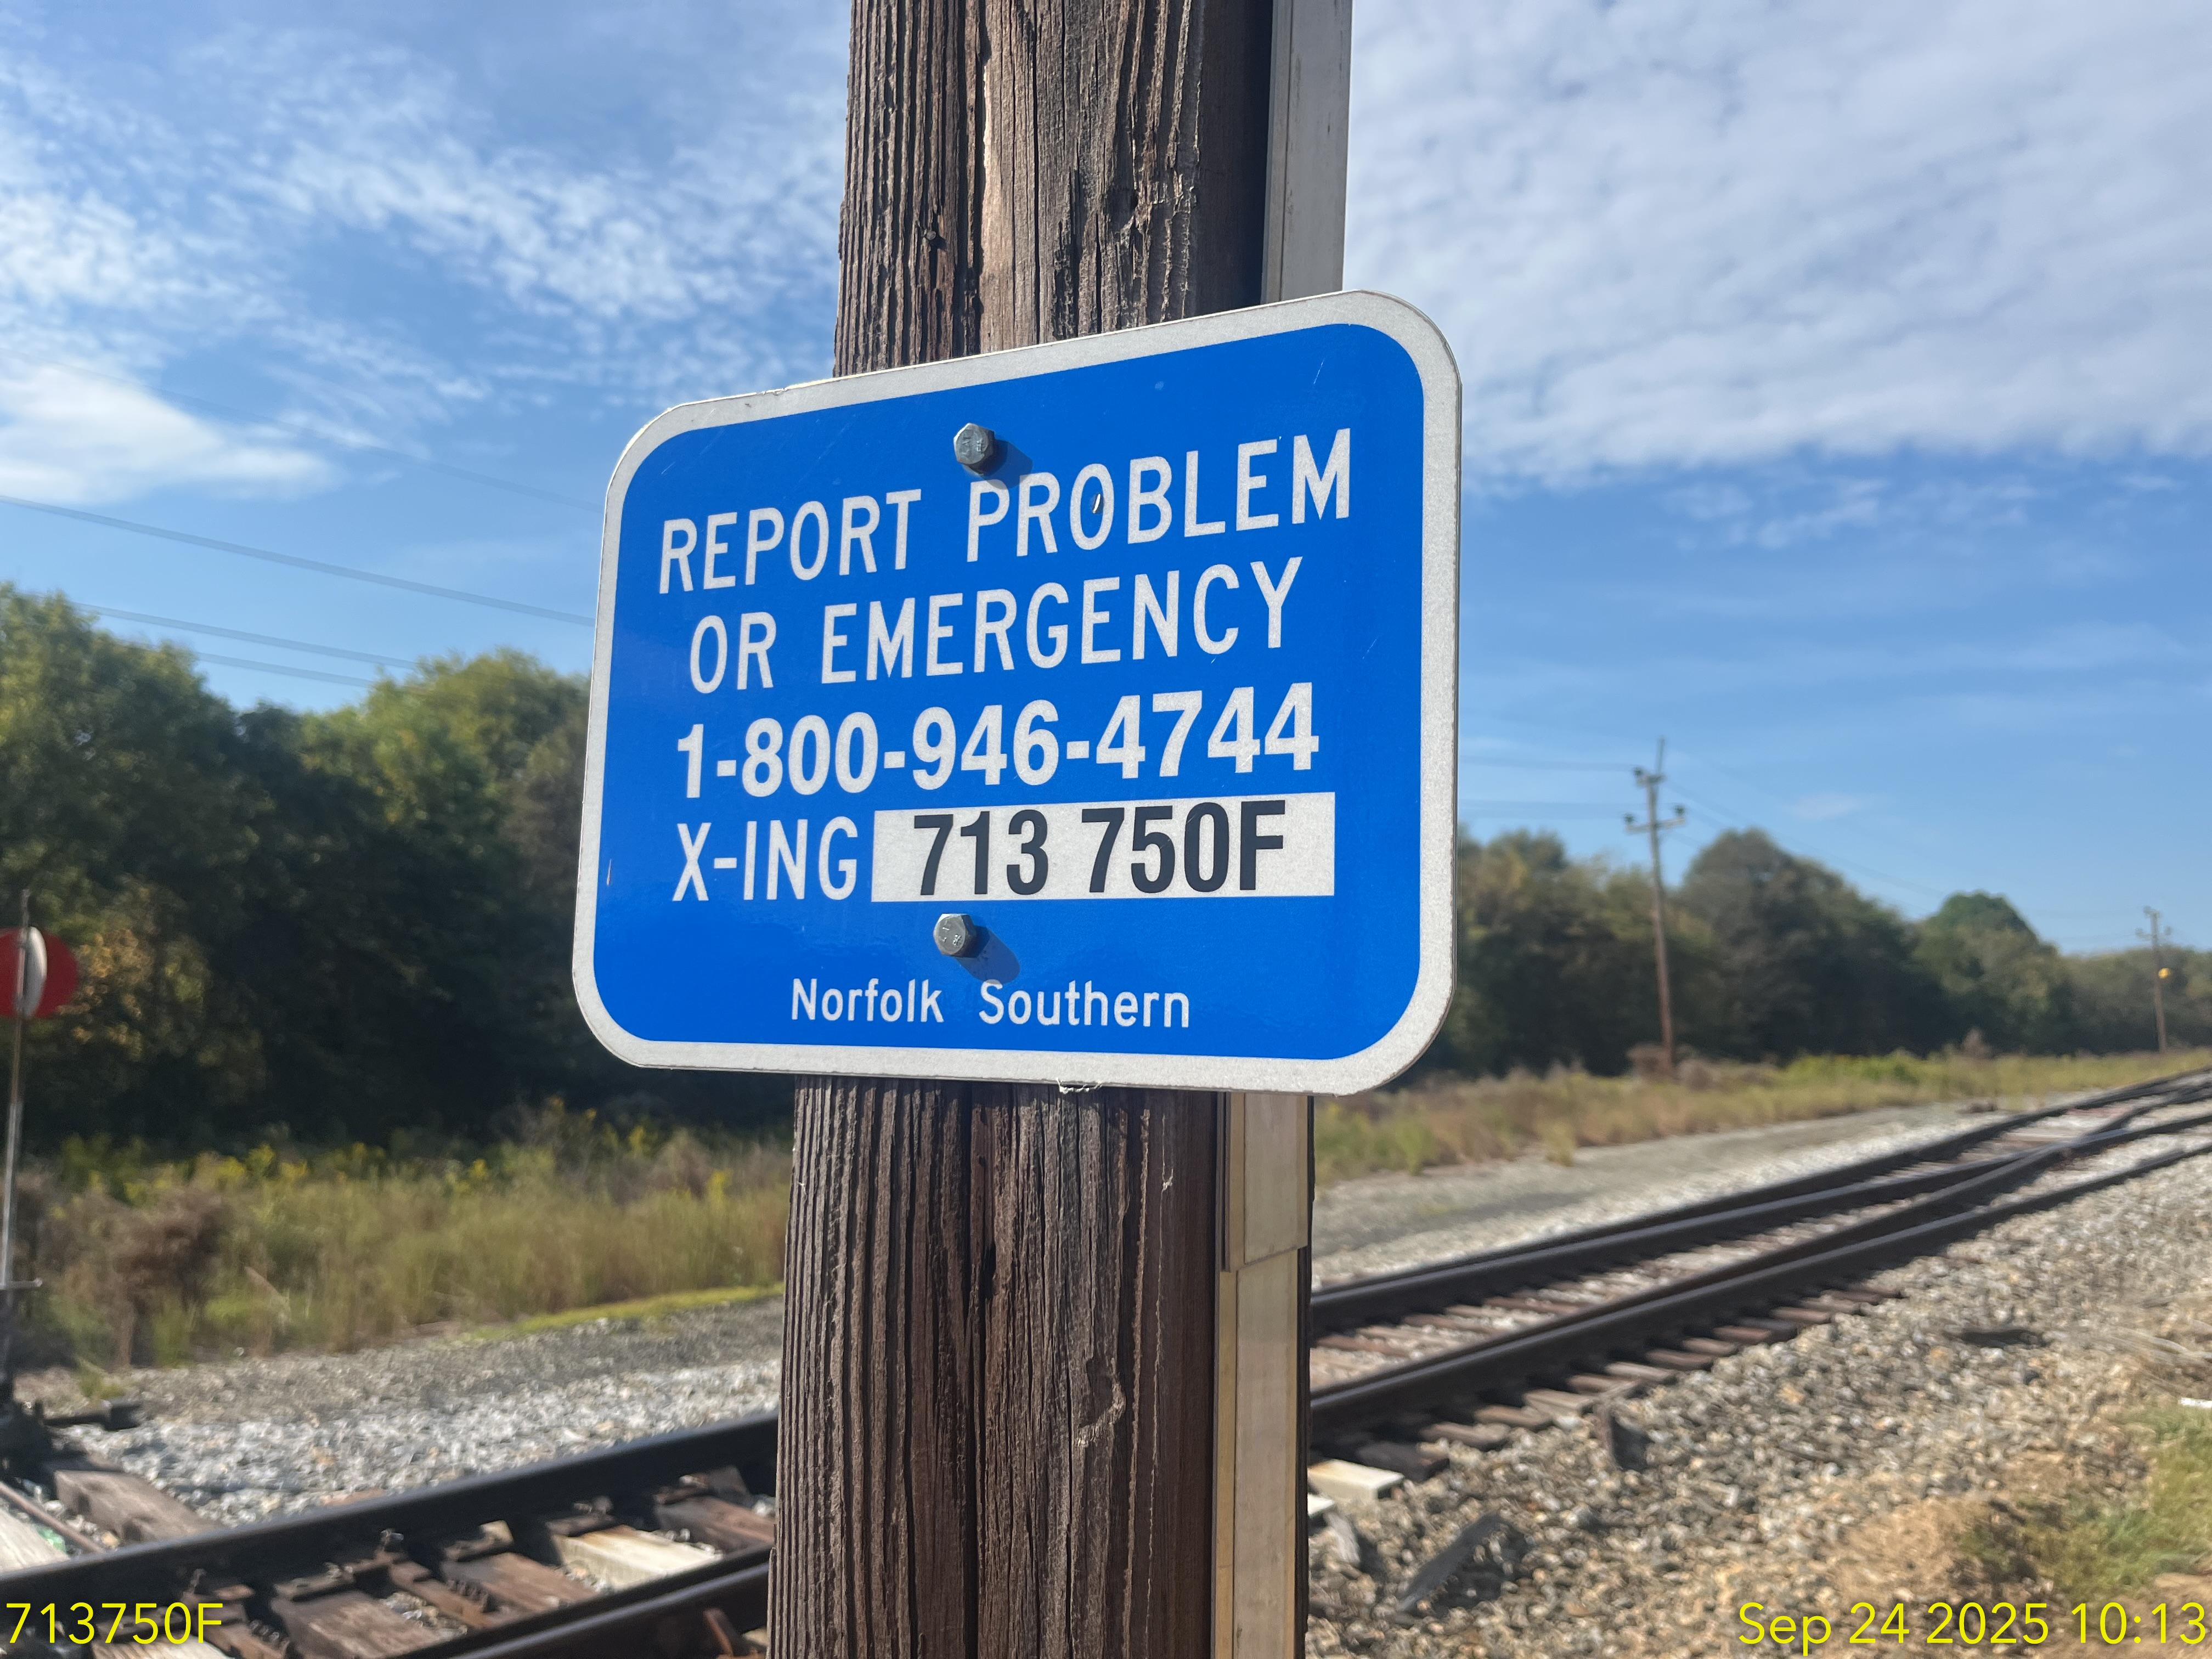 REPORT PROBLEM
OR EMERGENCY
1-800-946-4744
X-ING 713 750F
Norfolk Southern
713750F
Sep 24 2025 10:13